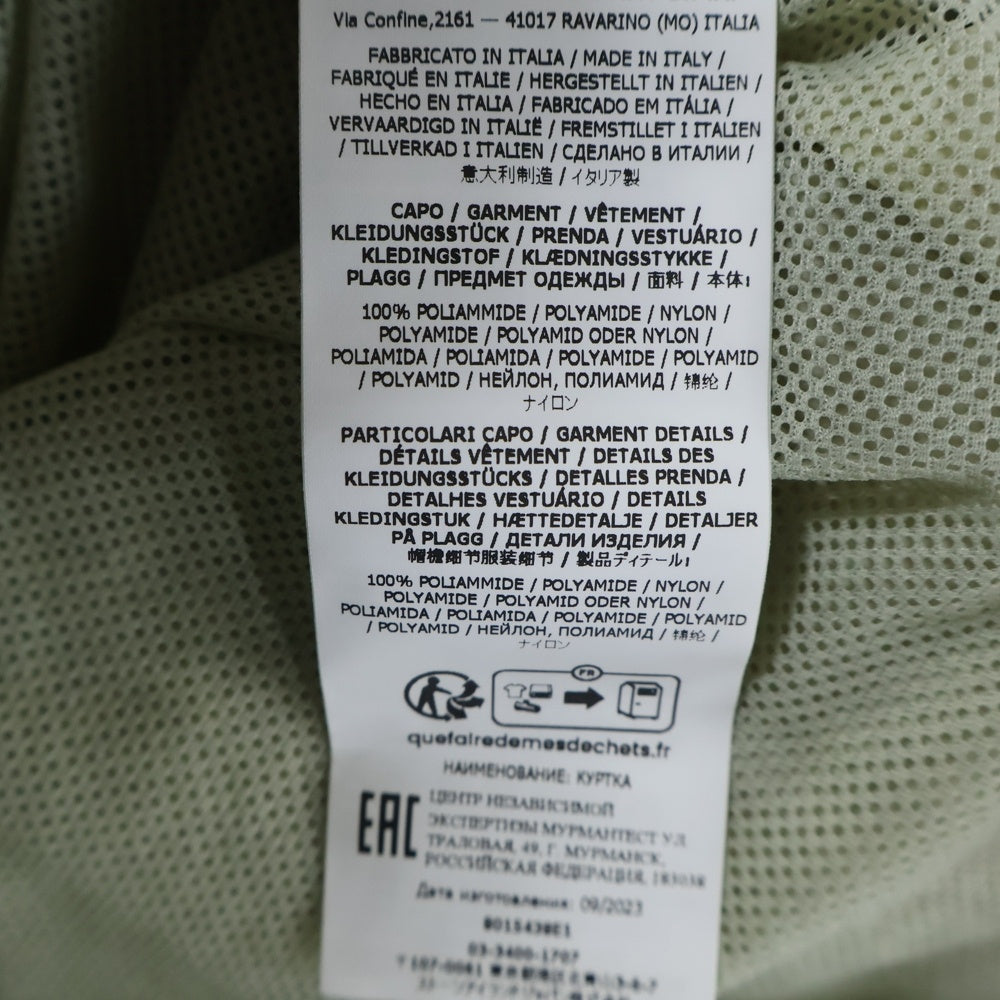 Via Confine,2161 — 41017 RAVARINO (MO) ITALIA
FABBRICATO IN ITALIA / MADE IN ITALY /
FABRIQUÉ EN ITALIE / HERGESTELLT IN ITALIEN /
HECHO EN ITALIA / FABRICADO EM ITÁLIA /
VERVAARDIGD IN ITALIË / FREMSTILLET I ITALIEN
/ TILLVERKAD I ITALIEN / СДЕЛАНО В ИТАЛИИ /
意大利制造 / イタリア製
CAPO / GARMENT / VÊTEMENT /
KLEIDUNGSSTÜCK / PRENDA / VESTUÁRIO /
KLEDINGSTOF / KLÆDNINGSSTYKKE /
PLAGG / ПРЕДМЕТ ОДЕЖДЫ / 面料 / 本体:
100% POLIAMMIDE / POLYAMIDE / NYLON /
POLYAMIDE / POLYAMID ODER NYLON /
POLIAMIDA / POLIAMIDA / POLYAMIDE / POLYAMID
/ POLYAMID / НЕЙЛОН, ПОЛИАМИД / 锦纶 /
ナイロン
PARTICOLARI CAPO / GARMENT DETAILS /
DÉTAILS VÊTEMENT / DETAILS DES
KLEIDUNGSSTÜCKS / DETALLES PRENDA /
DETALHES VESTUÁRIO / DETAILS
KLEDINGSTUK / HÆTTEDETALJE / DETALJER
PÅ PLAGG / ДЕТАЛИ ИЗДЕЛИЯ /
帽檐细节服装细节 / 製品ディテール:
100% POLIAMMIDE / POLYAMIDE / NYLON /
POLYAMIDE / POLYAMID ODER NYLON /
POLIAMIDA / POLIAMIDA / POLYAMIDE / POLYAMID
/ POLYAMID / НЕЙЛОН, ПОЛИАМИД / 锦纶 /
ナイロン
FR
quefairedemesdechets.fr
НАИМЕНОВАНИЕ: КУРТКА
EAC
ЦЕНТР НЕЗАВИСИМОЙ
ЭКСПЕРТИЗЫ МУРМАНТЕСТ УЛ
ТРАЛОВАЯ, 49, Г. МУРМАНСК,
РОССИЙСКАЯ ФЕДЕРАЦИЯ, 183038
Дата изготовления: 09/2023
03-3400-1707